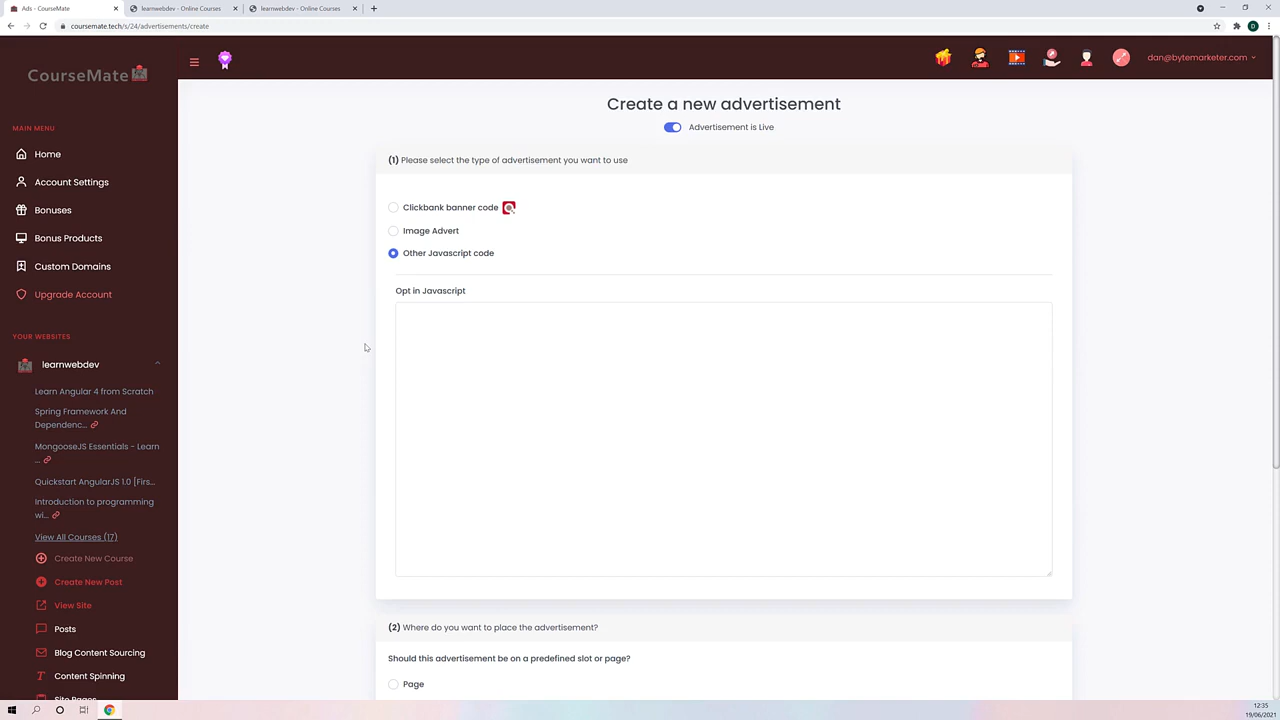 Ads - CourseMate
learnwebdev - Online Courses
learnwebdev - Online Courses
coursemate.tech/s/24/advertisements/create
D
CourseMate
dan@bytemarketer.com
MAIN MENU
Home
Account Settings
Bonuses
Bonus Products
Custom Domains
Upgrade Account
YOUR WEBSITES
learnwebdev
Learn Angular 4 from Scratch
Spring Framework And
Dependenc...
MongooseJS Essentials - Learn
...
Quickstart AngularJS 1.0 [Firs...
Introduction to programming
wi...
View All Courses (17)
Create New Course
Create New Post
View Site
Posts
Blog Content Sourcing
Content Spinning
Site Pages
Create a new advertisement
Advertisement is Live
(1) Please select the type of advertisement you want to use
Clickbank banner code
Image Advert
Other Javascript code
Opt in Javascript
(2) Where do you want to place the advertisement?
Should this advertisement be on a predefined slot or page?
Page
12:35
19/06/2021